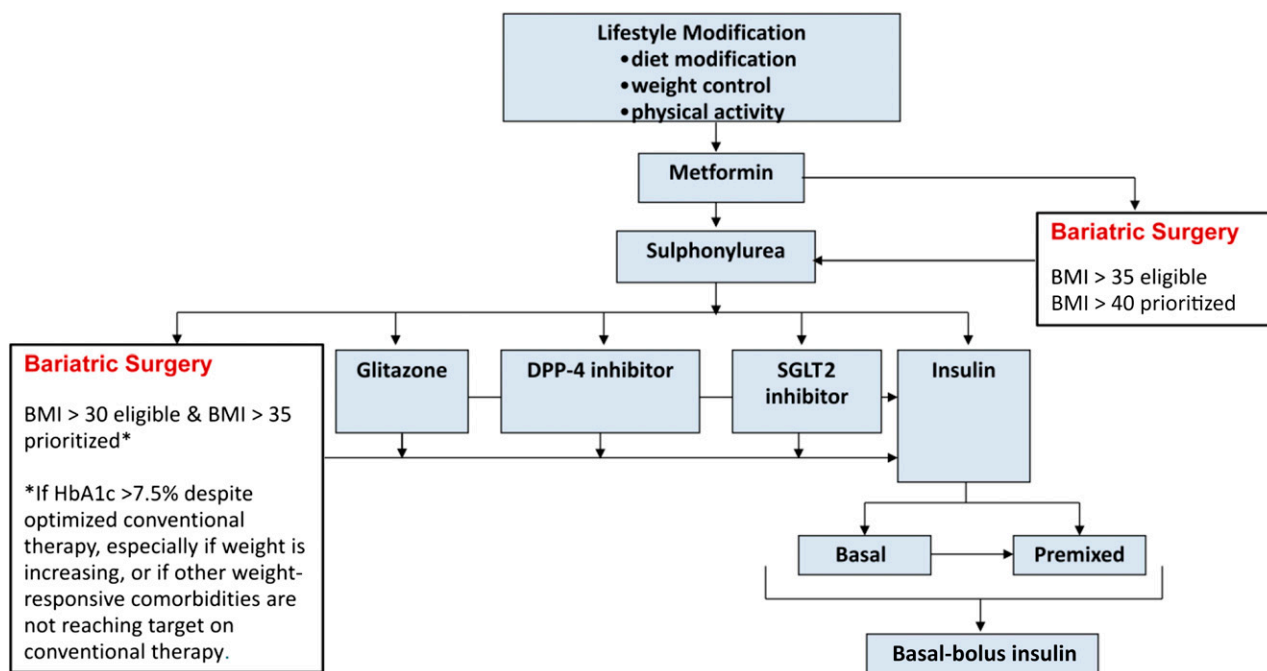 Lifestyle Modification
•diet modification
•weight control
•physical activity
Metformin
Sulphonylurea
Bariatric Surgery
BMI > 35 eligible
BMI > 40 prioritized
Bariatric Surgery
BMI > 30 eligible & BMI > 35
prioritized*
*If HbA1c >7.5% despite
optimized conventional
therapy, especially if weight is
increasing, or if other weight-
responsive comorbidities are
not reaching target on
conventional therapy.
Glitazone
DPP-4 inhibitor
SGLT2
inhibitor
Insulin
Basal
Premixed
Basal-bolus insulin